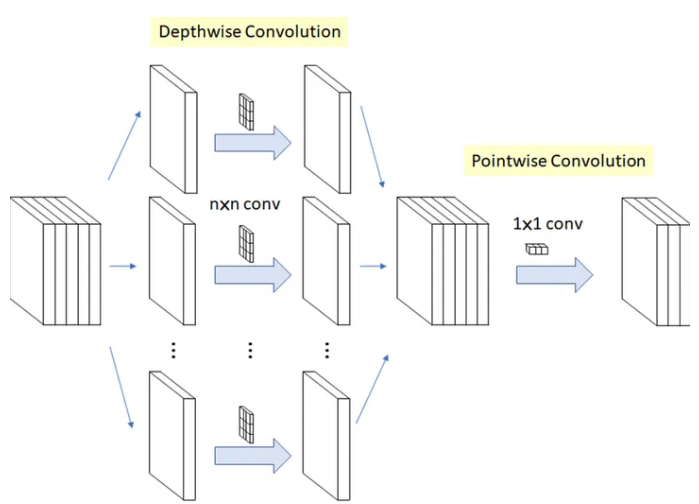 Depthwise Convolution
Pointwise Convolution
nxn conv
1x1 conv